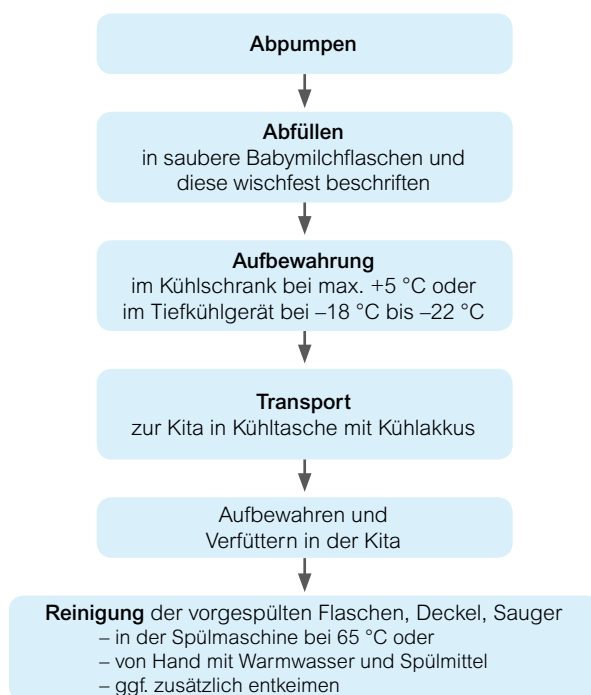 Abpumpen
Abfüllen
in saubere Babymilchflaschen und
diese wischfest beschriften
Aufbewahrung
im Kühlschrank bei max. +5 °C oder
im Tiefkühlgerät bei –18 °C bis –22 °C
Transport
zur Kita in Kühltasche mit Kühlakkus
Aufbewahren und
Verfüttern in der Kita
Reinigung der vorgespülten Flaschen, Deckel, Sauger
– in der Spülmaschine bei 65 °C oder
– von Hand mit Warmwasser und Spülmittel
– ggf. zusätzlich entkeimen